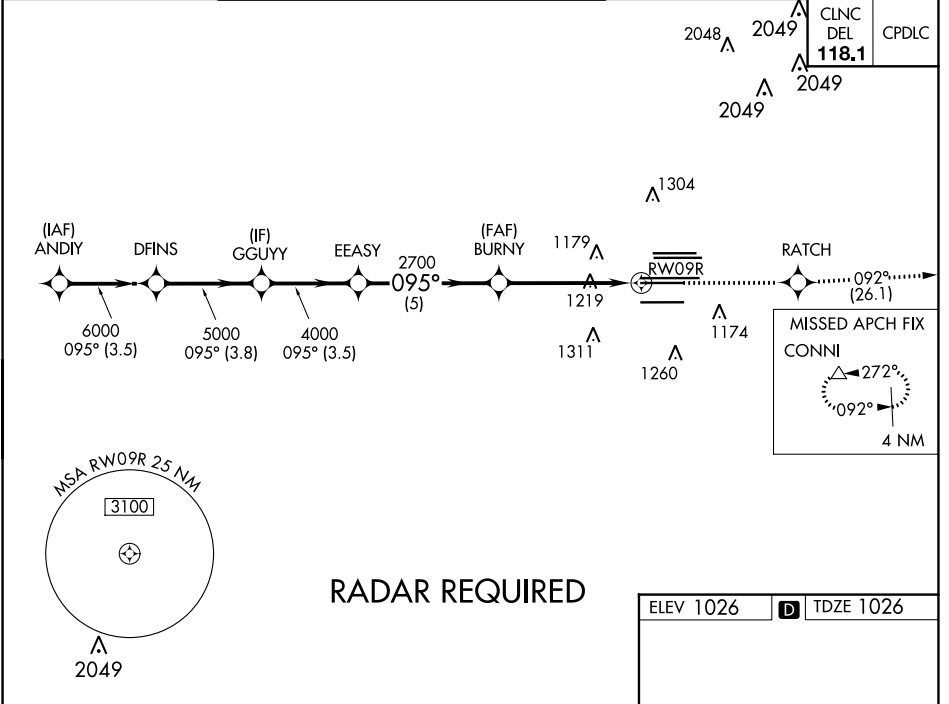 2048
2049
CLNC
DEL
118.1
CPDLC
2049
2049
1304
(IAF)
ANDIY
DFINS
(IF)
GGUYY
EEASY
2700
095°
(5)
(FAF)
BURNY
1179
RW09R
RATCH
092°
(26.1)
1219
6000
095° (3.5)
5000
095° (3.8)
4000
095° (3.5)
1311
1260
1174
MISSED APCH FIX
CONNI
272°
092°
4 NM
MSA RW09R 25 NM
3100
2049
RADAR REQUIRED
ELEV 1026 D TDZE 1026